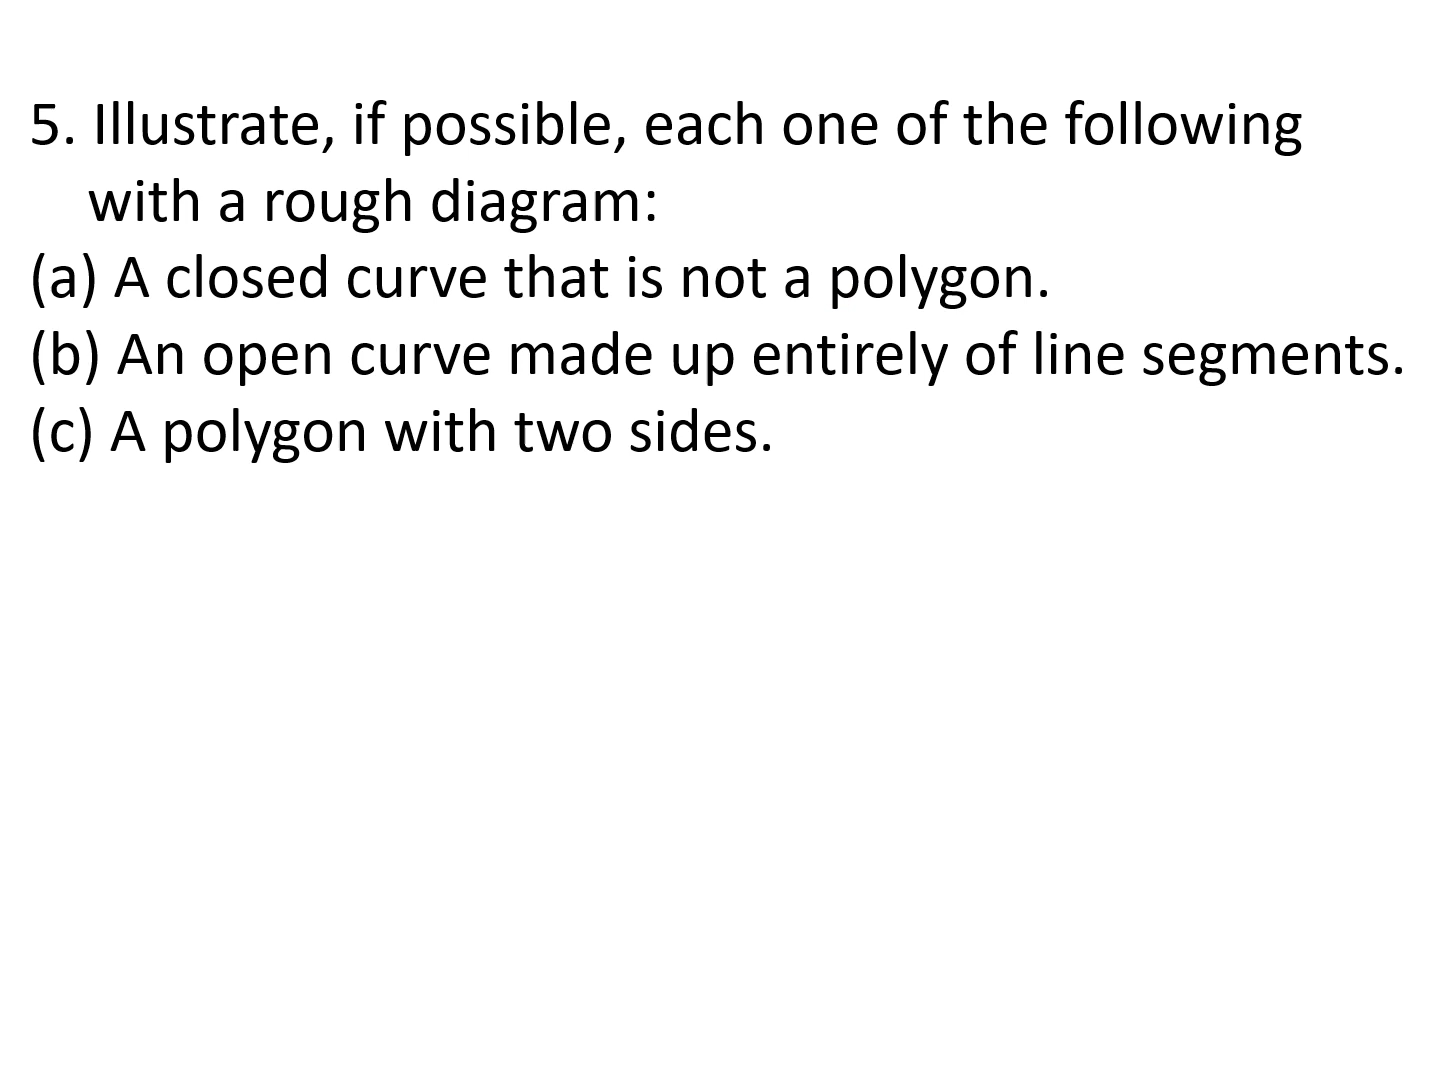 5. Illustrate, if possible, each one of the following
with a rough diagram:
(a) A closed curve that is not a polygon.
(b) An open curve made up entirely of line segments.
(c) A polygon with two sides.